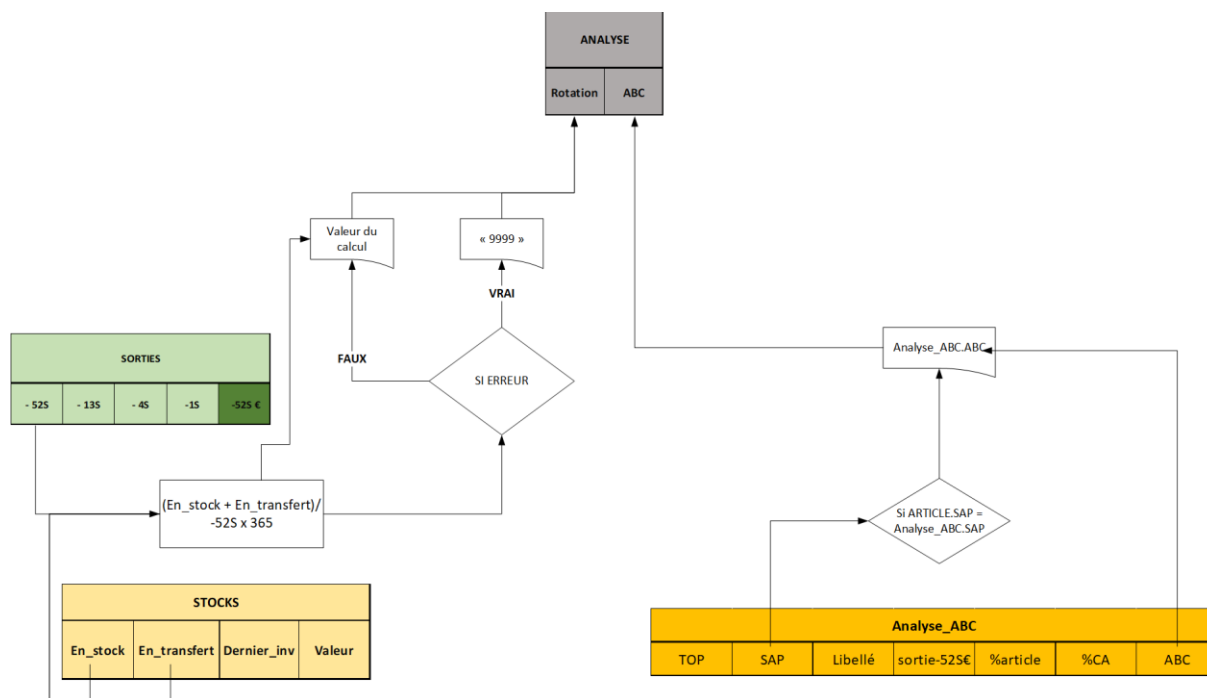 ANALYSE
Rotation
ABC
Valeur du
calcul
« 9999 »
VRAI
FAUX
SI ERREUR
SORTIES
- 52S
- 13S
- 4S
-1S
-52S €
(En_stock + En_transfert)/
-52S x 365
STOCKS
En_stock
En_transfert
Dernier_inv
Valeur
Analyse_ABC.ABC
Si ARTICLE.SAP =
Analyse_ABC.SAP
Analyse_ABC
TOP
SAP
Libellé
sortie-52S€
%article
%CA
ABC